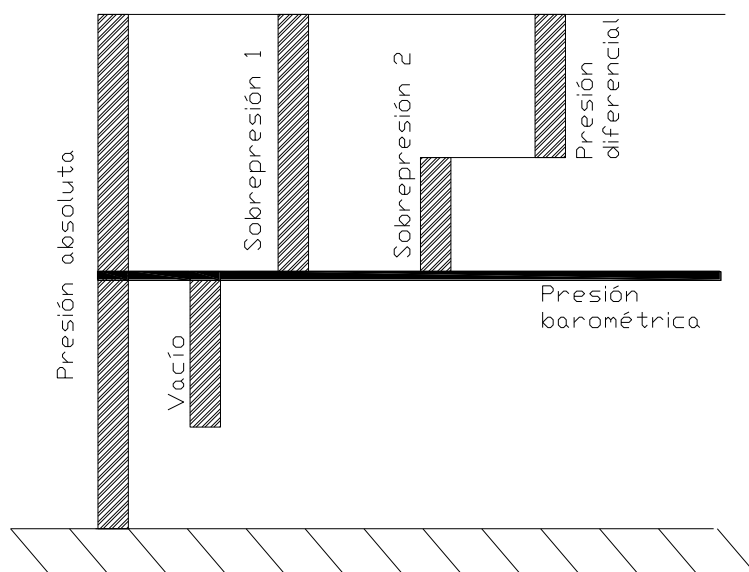 Presión absoluta
Vacío
Sobrepresión 1
Sobrepresión 2
Presión
diferencial
Presión
barométrica